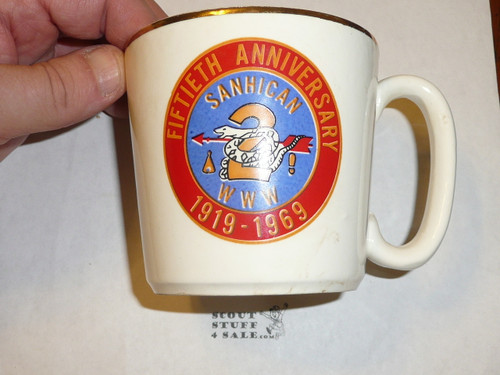 FIFTIETH ANNIVERSARY
SANHICAN
2
WWW
1919-1969
SCOUT
STUFF
4 SALE.COM